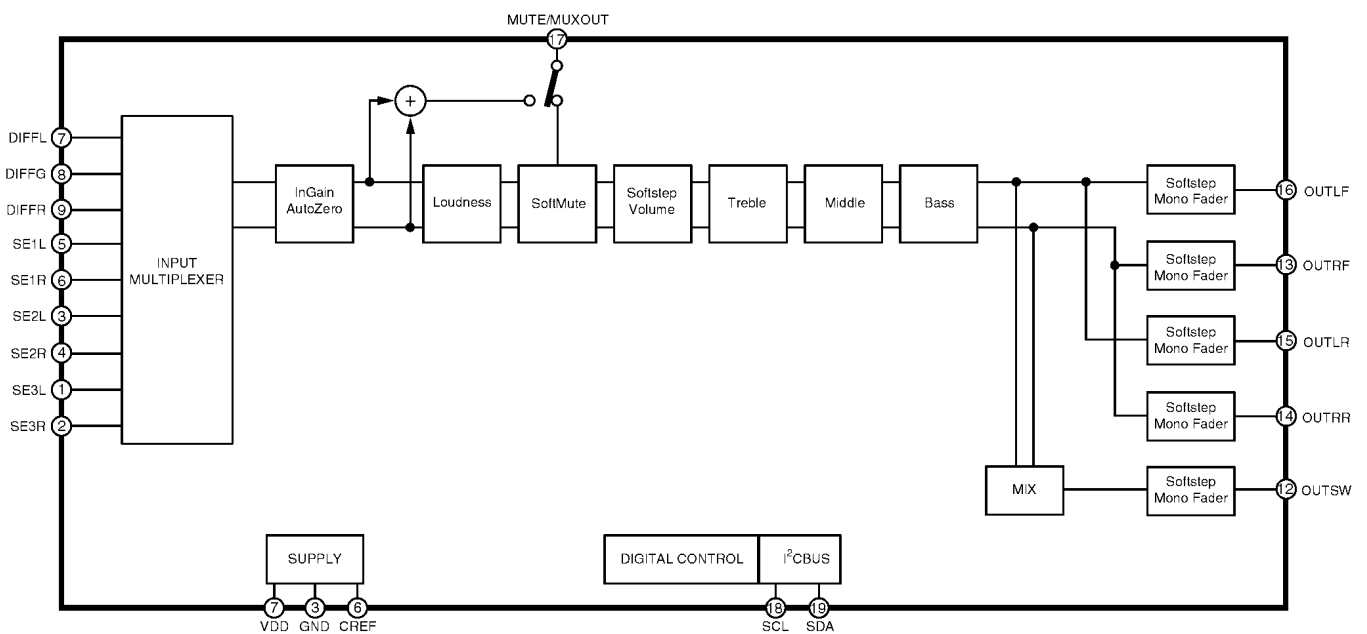 MUTE/MUXOUT
17
+
DIFFL 7
DIFFG 8
DIFFR 9
SE1L 5
SE1R 6
SE2L 3
SE2R 4
SE3L 1
SE3R 2
INPUT
MULTIPLEXER
InGain
AutoZero
Loudness
SoftMute
Softstep
Volume
Treble
Middle
Bass
Softstep
Mono Fader
16 OUTLF
Softstep
Mono Fader
13 OUTRF
Softstep
Mono Fader
15 OUTLR
Softstep
Mono Fader
14 OUTRR
MIX
Softstep
Mono Fader
12 OUTSW
SUPPLY
7 3 6
VDD GND CREF
DIGITAL CONTROL
I²CBUS
18 19
SCL SDA